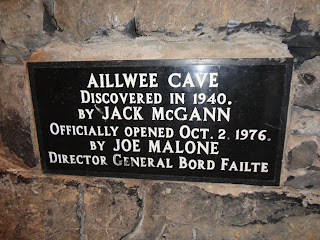 AILLWEE CAVE
DISCOVERED IN 1940.
BY JACK McGANN
OFFICIALLY OPENED OCT. 2. 1976.
BY JOE MALONE
DIRECTOR GENERAL BORD FAILTE